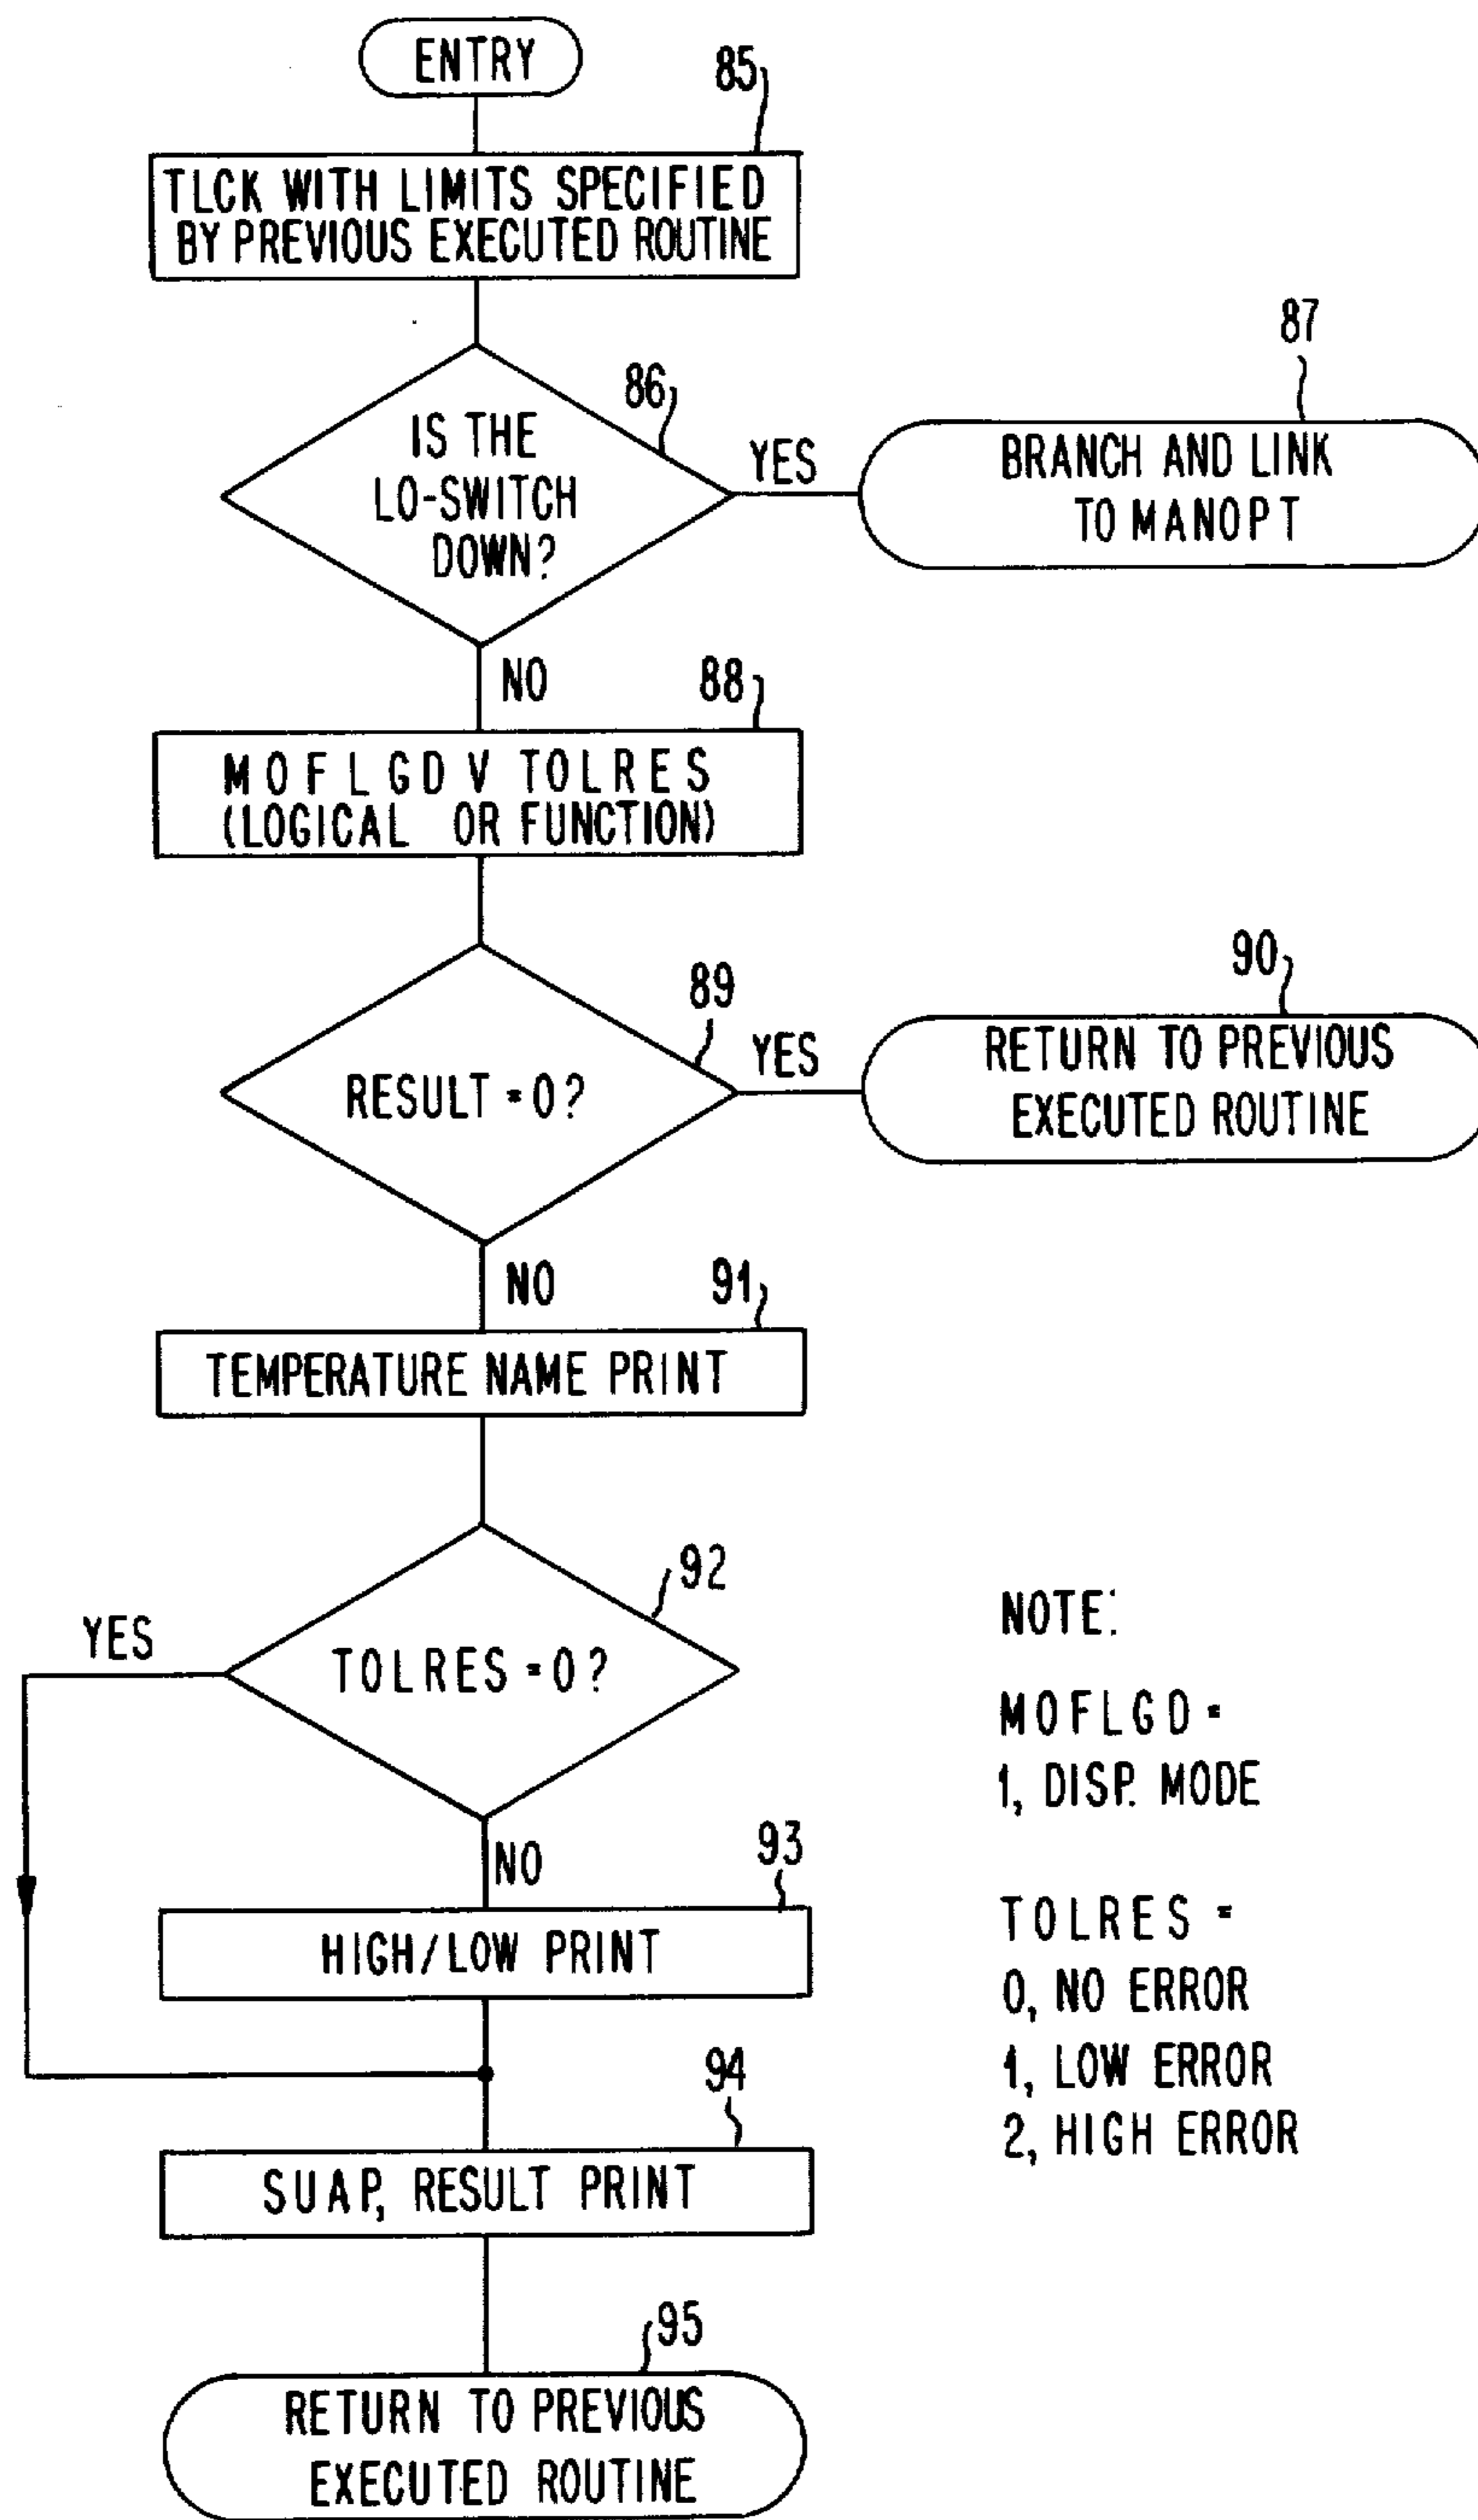 ENTRY
85
TLCK WITH LIMITS SPECIFIED
BY PREVIOUS EXECUTED ROUTINE
86
IS THE
LO-SWITCH
DOWN?
YES
87
BRANCH AND LINK
TO MANOPT
NO
88
MOFLGD V TOLRES
(LOGICAL OR FUNCTION)
89
RESULT = 0?
YES
90
RETURN TO PREVIOUS
EXECUTED ROUTINE
NO
91
TEMPERATURE NAME PRINT
92
TOLRES = 0?
YES
NO
93
HIGH/LOW PRINT
94
SUAP, RESULT PRINT
95
RETURN TO PREVIOUS
EXECUTED ROUTINE
NOTE:
MOFLGD =
1, DISP. MODE
TOLRES =
0, NO ERROR
1, LOW ERROR
2, HIGH ERROR